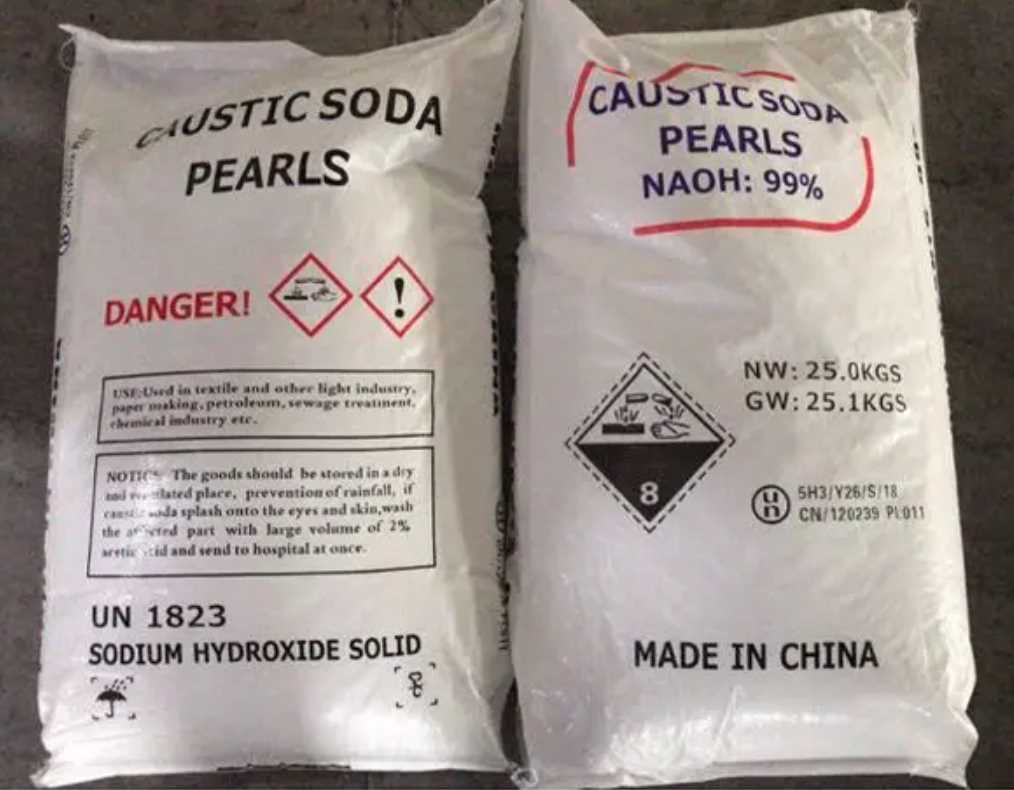 CAUSTIC SODA
PEARLS
DANGER!
USE:Used in textile and other light industry,
paper making, petroleum, sewage treatment,
chemical industry etc.
NOTICE The goods should be stored in a dry
and ventilated place, prevention of rainfall, if
caustic soda splash onto the eyes and skin,wash
the affected part with large volume of 2%
acetic acid and send to hospital at once.
UN 1823
SODIUM HYDROXIDE SOLID
CAUSTIC SODA
PEARLS
NAOH: 99%
8
NW: 25.0KGS
GW: 25.1KGS
un
5H3/Y26/S/18
CN/120239 PI:011
MADE IN CHINA